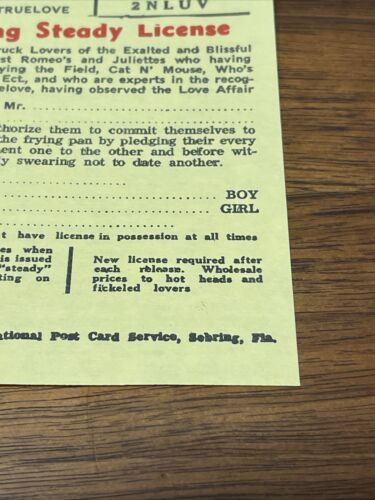 TRUELOVE 2NLUV
ng Steady License
ruck Lovers of the Exalted and Blissful
st Romeo's and Juliettes who having
ying the Field, Cat N' Mouse, Who's
Ect., and who are experts in the recog-
elove, having observed the Love Affair
Mr.
horize them to commit themselves to
the frying pan by pledging their every
ent one to the other and before wit-
ly swearing not to date another.
BOY
GIRL
t have license in possession at all times
es when
is issued
"steady"
ting on
New license required after
each release. Wholesale
prices to hot heads and
fickeled lovers
ational Post Card Service, Sebring, Fla.